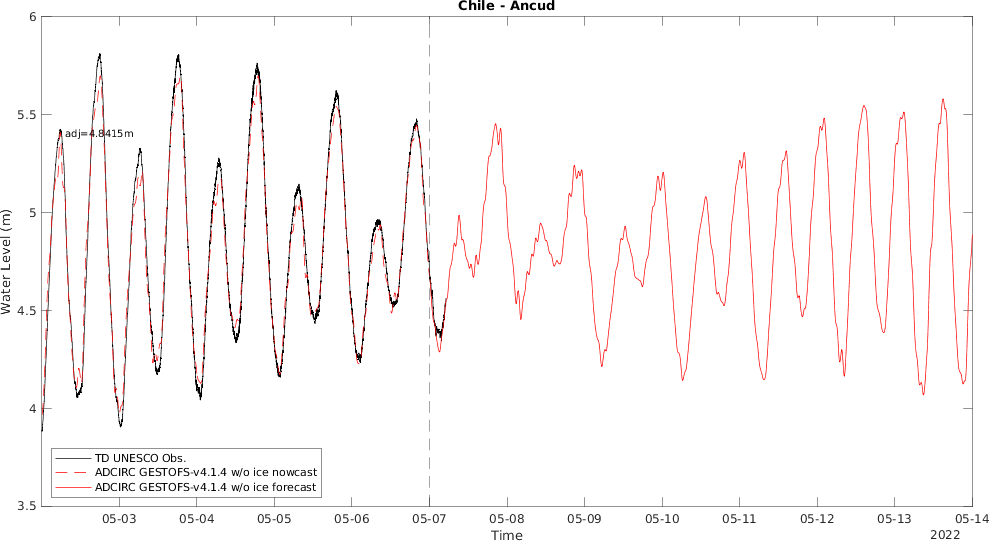 Chile - Ancud
6
5.5
5
4.5
4
3.5
Water Level (m)
adj=4.8415m
TD UNESCO Obs.
ADCIRC GESTOFS-v4.1.4 w/o ice nowcast
ADCIRC GESTOFS-v4.1.4 w/o ice forecast
05-03 05-04 05-05 05-06 05-07 05-08 05-09 05-10 05-11 05-12 05-13 05-14
Time
2022